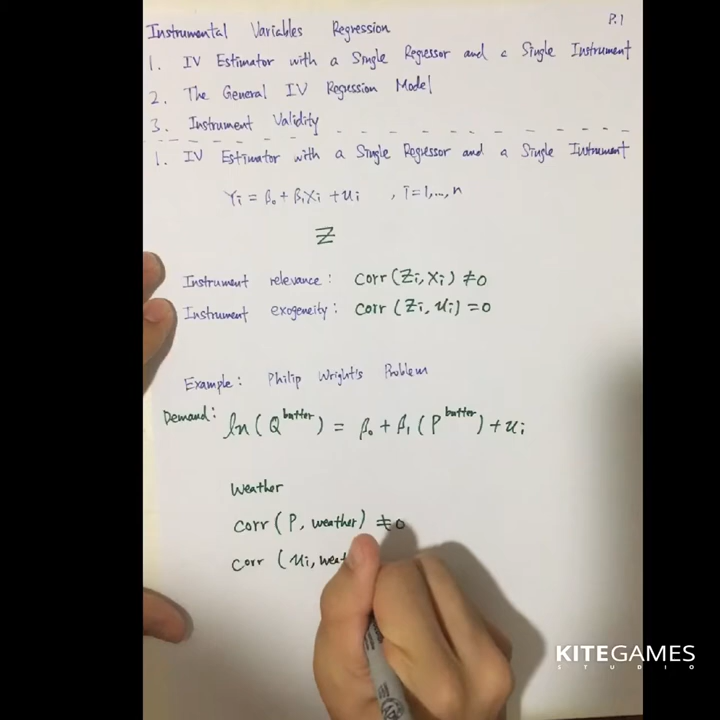 P.1
Instrumental Variables Regression
1. IV Estimator with a Single Regressor and a Single Instrument
2. The General IV Regression Model
3. Instrument Validity
1. IV Estimator with a Single Regressor and a Single Instrument
Yi = β₀ + β₁Xi + ui , i=1,...,n
Z
Instrument relevance: corr(Zi, Xi) ≠0
Instrument exogeneity: corr(Zi, ui) =0
Example: Philip Wright's Problem
Demand: ln(Q^butter) = β₀ + β₁(P^butter) + ui
Weather
corr(P, weather) ≠0
corr (ui, weat
KITEGAMES
STUDIO